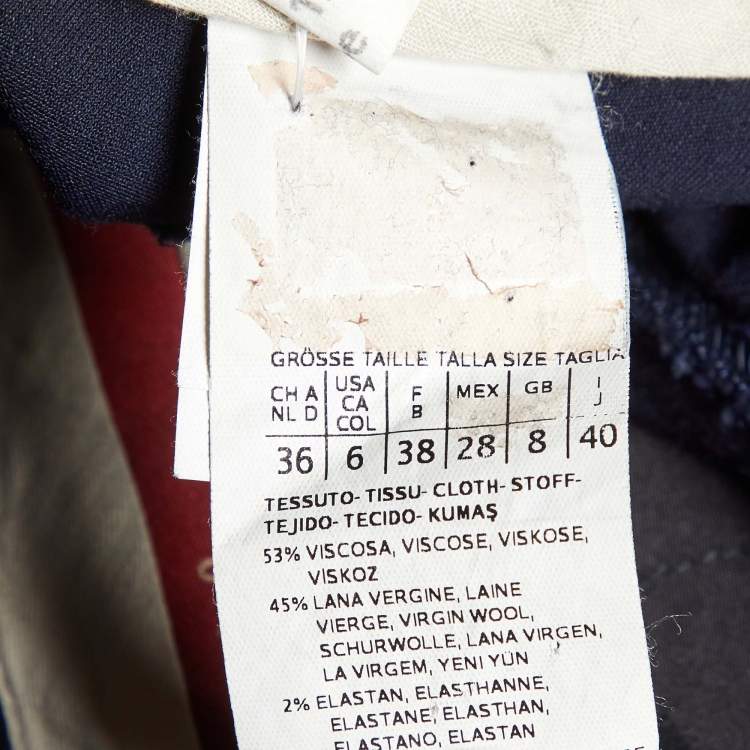 GRÖSSE TAILLE TALLA SIZE TAGLIA
CH A NL D USA CA COL F B MEX GB I J
36 6 38 28 8 40
TESSUTO- TISSU- CLOTH- STOFF-
TEJIDO- TECIDO- KUMAŞ
53% VISCOSA, VISCOSE, VISKOSE,
VISKOZ
45% LANA VERGINE, LAINE
VIERGE, VIRGIN WOOL,
SCHURWOLLE, LANA VIRGEN,
LA VIRGEM, YENI YÜN
2% ELASTAN, ELASTHANNE,
ELASTANE, ELASTHAN,
ELASTANO, ELASTAN